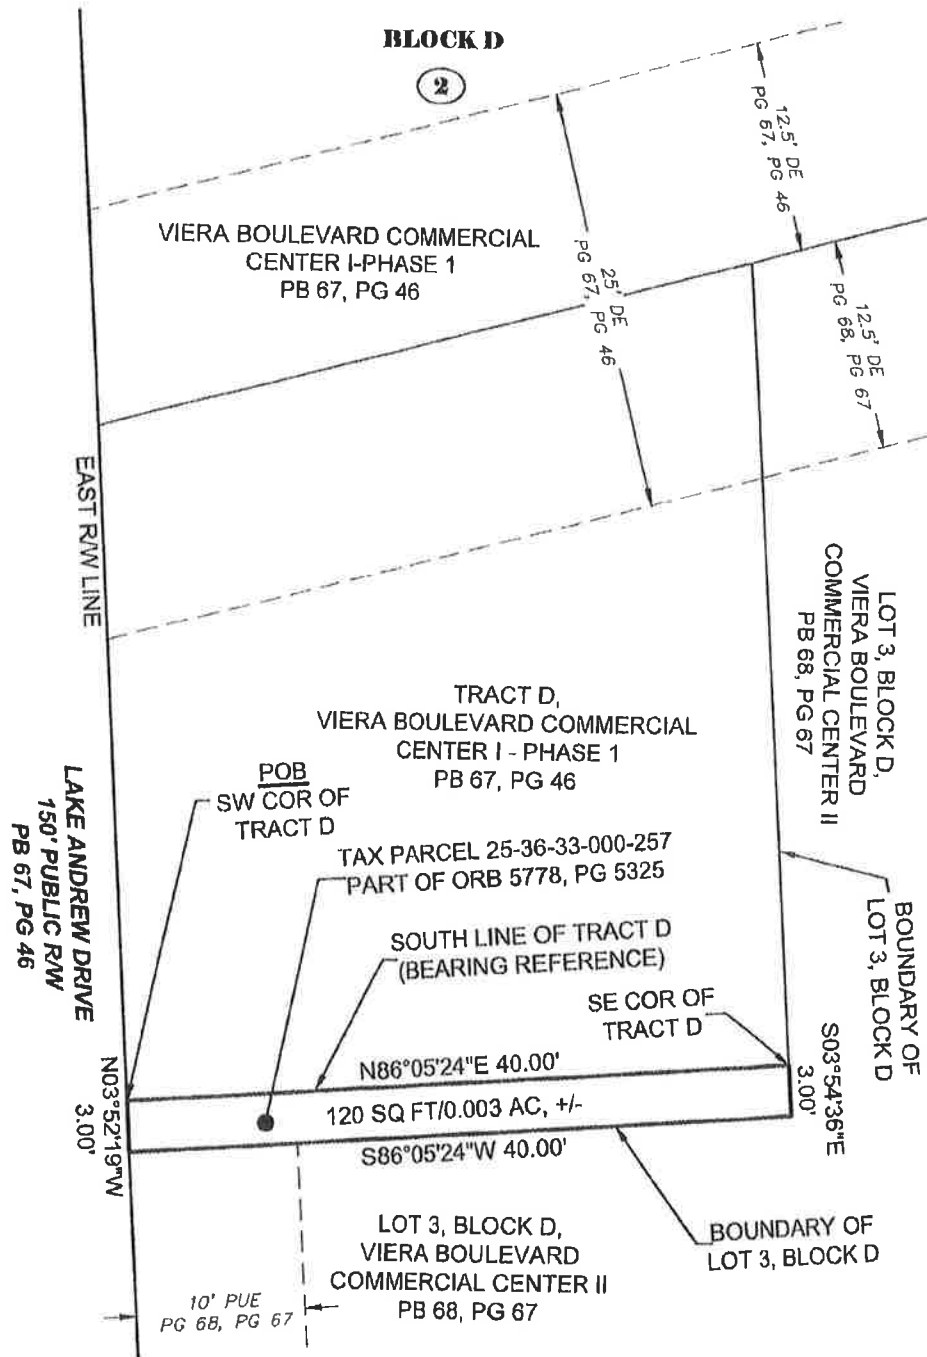 BLOCK D
2
12.5' DE
PG 67, PG 46
VIERA BOULEVARD COMMERCIAL
CENTER I-PHASE 1
PB 67, PG 46
25' DE
PG 67, PG 46
12.5' DE
PG 68, PG 67
EAST R/W LINE
LOT 3, BLOCK D,
VIERA BOULEVARD
COMMERCIAL CENTER II
PB 68, PG 67
TRACT D,
VIERA BOULEVARD COMMERCIAL
CENTER I - PHASE 1
PB 67, PG 46
POB
SW COR OF
TRACT D
LAKE ANDREW DRIVE
150' PUBLIC R/W
PB 67, PG 46
TAX PARCEL 25-36-33-000-257
PART OF ORB 5778, PG 5325
BOUNDARY OF
LOT 3, BLOCK D
SOUTH LINE OF TRACT D
(BEARING REFERENCE)
SE COR OF
TRACT D
S03°54'36"E
3.00'
N86°05'24"E 40.00'
N03°52'19"W
3.00'
120 SQ FT/0.003 AC, +/-
S86°05'24"W 40.00'
LOT 3, BLOCK D,
VIERA BOULEVARD
COMMERCIAL CENTER II
PB 68, PG 67
BOUNDARY OF
LOT 3, BLOCK D
10' PUE
PG 68, PG 67